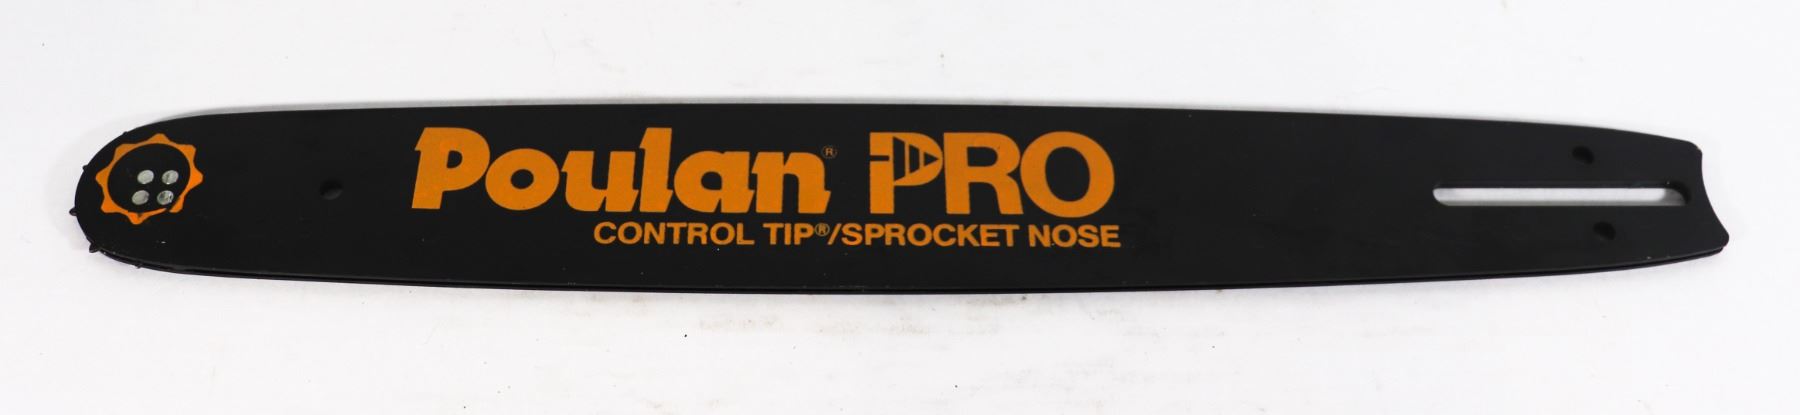 Poulan® PRO
CONTROL TIP®/SPROCKET NOSE